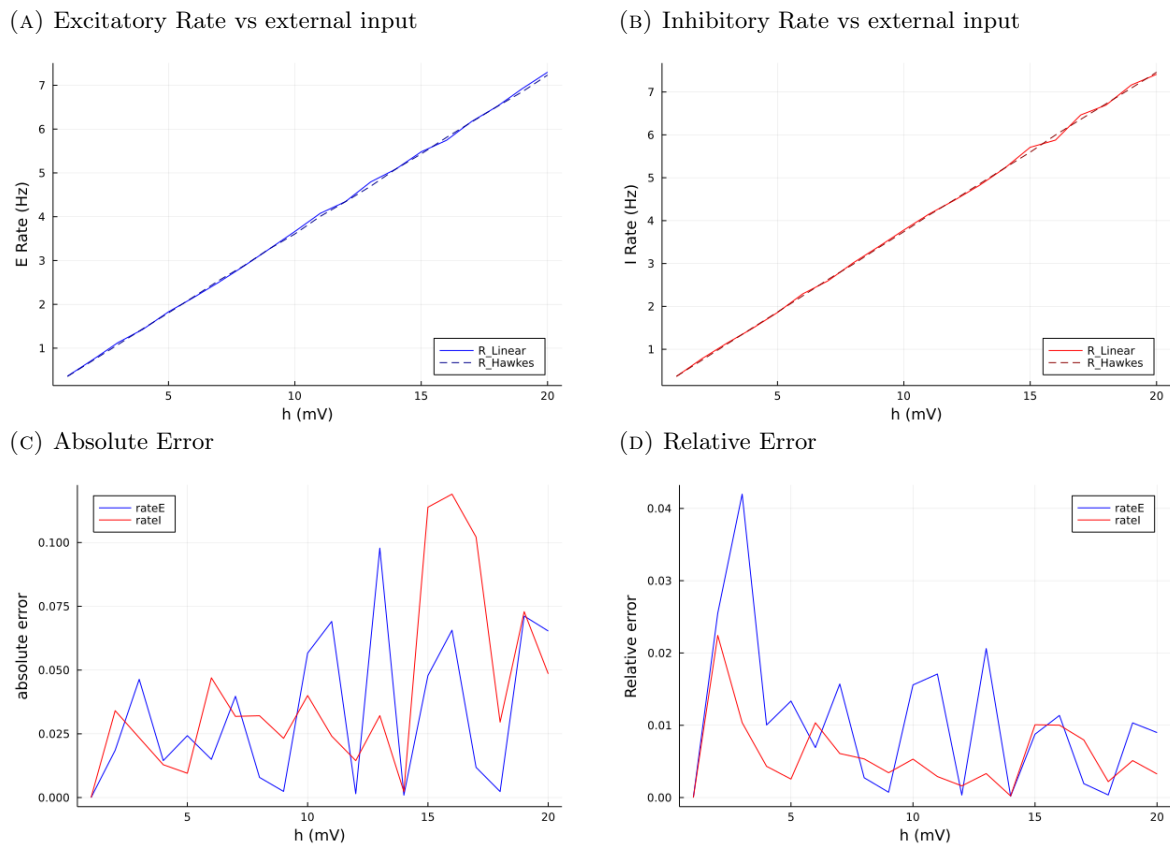 (A) Excitatory Rate vs external input
E Rate (Hz)
7
6
5
4
3
2
1
R_Linear
R_Hawkes
5
10
15
20
h (mV)
(B) Inhibitory Rate vs external input
I Rate (Hz)
7
6
5
4
3
2
1
R_Linear
R_Hawkes
5
10
15
20
h (mV)
(C) Absolute Error
absolute error
rateE
rateI
0.100
0.075
0.050
0.025
0.000
5
10
15
20
h (mV)
(D) Relative Error
Relative error
rateE
rateI
0.04
0.03
0.02
0.01
0.00
5
10
15
20
h (mV)